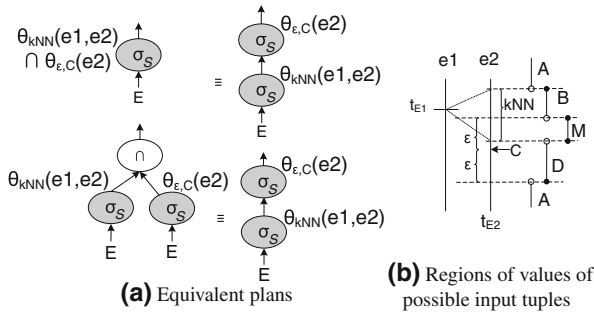 θkNN(e1,e2)
∩ θε,C(e2)
σS
E
≡
θε,C(e2)
σS
θkNN(e1,e2)
σS
E
∩
θkNN(e1,e2)
θε,C(e2)
σS
σS
E
E
≡
θε,C(e2)
σS
θkNN(e1,e2)
σS
E
(a) Equivalent plans
e1 e2
A
tE1
kNN
B
ε
M
ε
C
D
A
tE2
(b) Regions of values of
possible input tuples